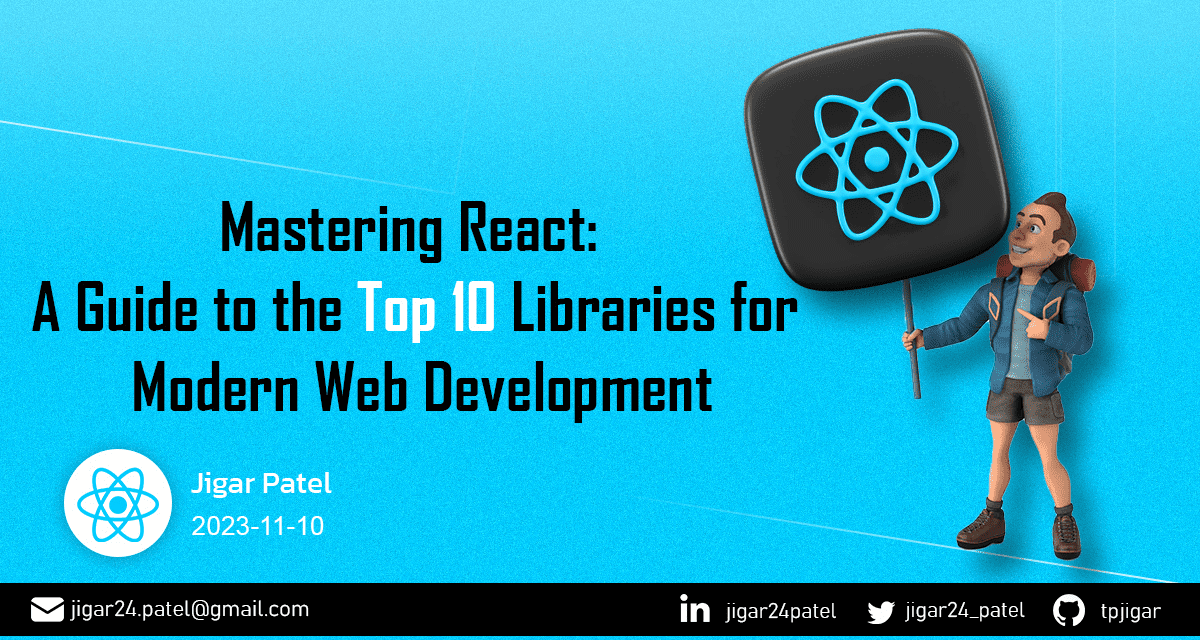 Mastering React:
A Guide to the Top 10 Libraries for
Modern Web Development
Jigar Patel
2023-11-10
jigar24.patel@gmail.com
in jigar24patel
jigar24_patel
tpjigar